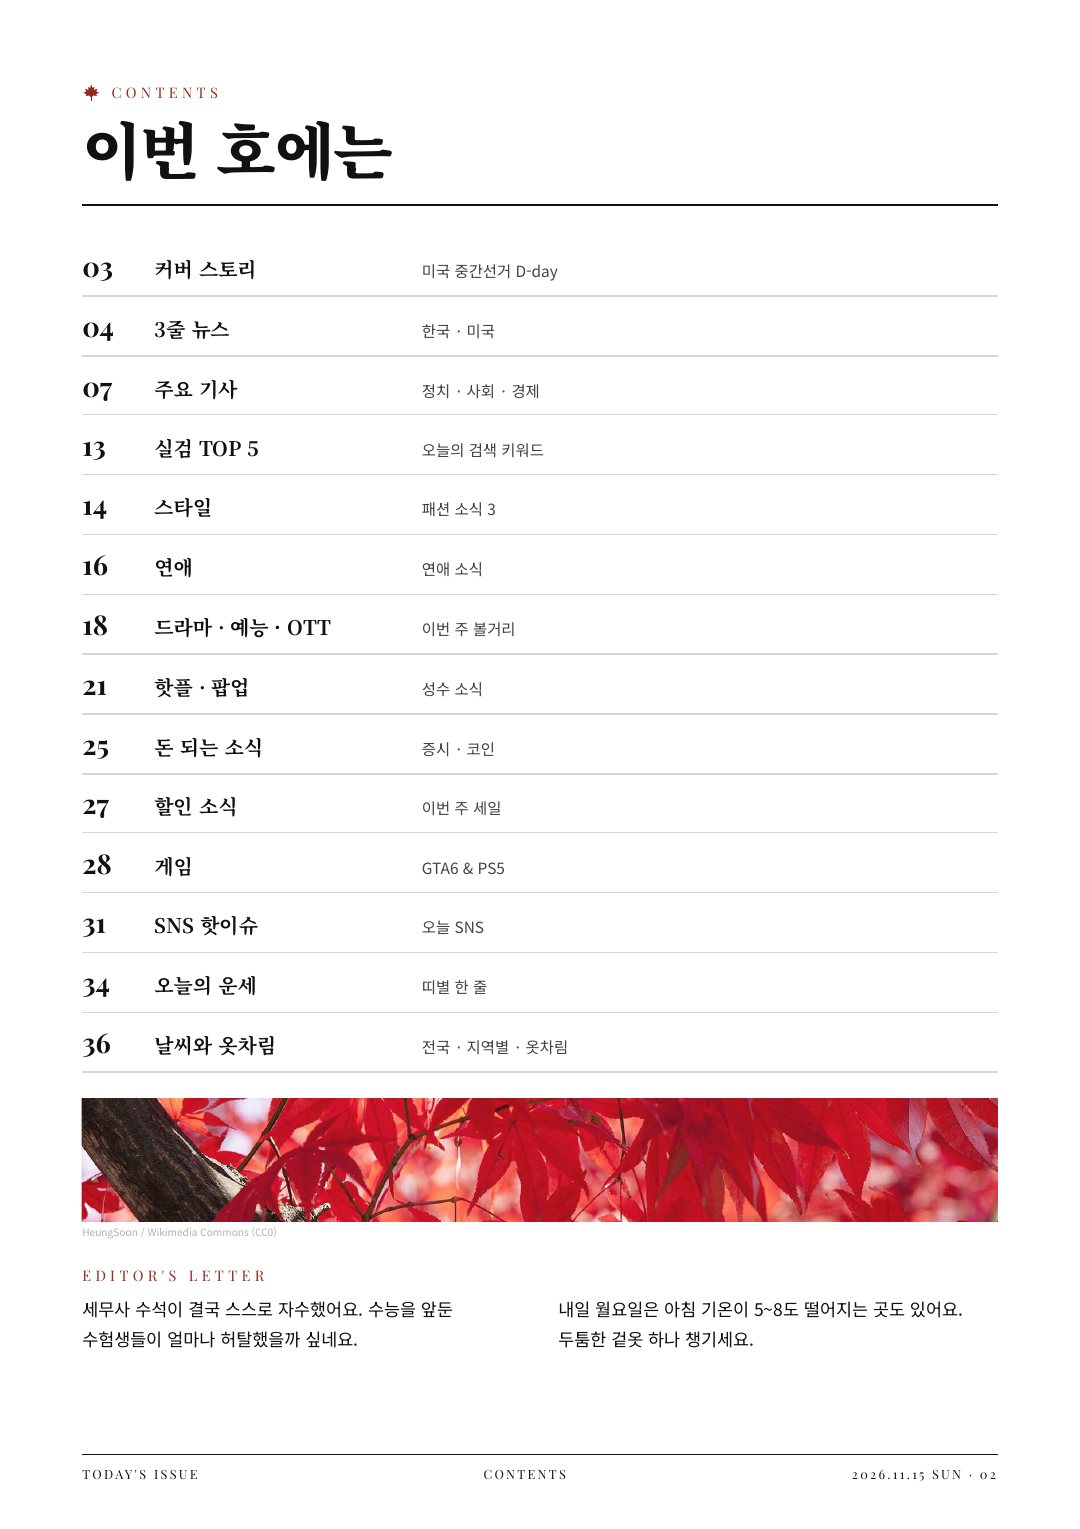 CONTENTS
이번 호에는
03 커버 스토리 미국 중간선거 D-day
04 3줄 뉴스 한국 · 미국
07 주요 기사 정치 · 사회 · 경제
13 실검 TOP 5 오늘의 검색 키워드
14 스타일 패션 소식 3
16 연애 연애 소식
18 드라마 · 예능 · OTT 이번 주 볼거리
21 핫플 · 팝업 성수 소식
25 돈 되는 소식 증시 · 코인
27 할인 소식 이번 주 세일
28 게임 GTA6 & PS5
31 SNS 핫이슈 오늘 SNS
34 오늘의 운세 띠별 한 줄
36 날씨와 옷차림 전국 · 지역별 · 옷차림
HeungSoon / Wikimedia Commons (CC0)
EDITOR'S LETTER
세무사 수석이 결국 스스로 자수했어요. 수능을 앞둔
수험생들이 얼마나 허탈했을까 싶네요.
내일 월요일은 아침 기온이 5~8도 떨어지는 곳도 있어요.
두툼한 겉옷 하나 챙기세요.
TODAY'S ISSUE CONTENTS 2026.11.15 SUN · 02